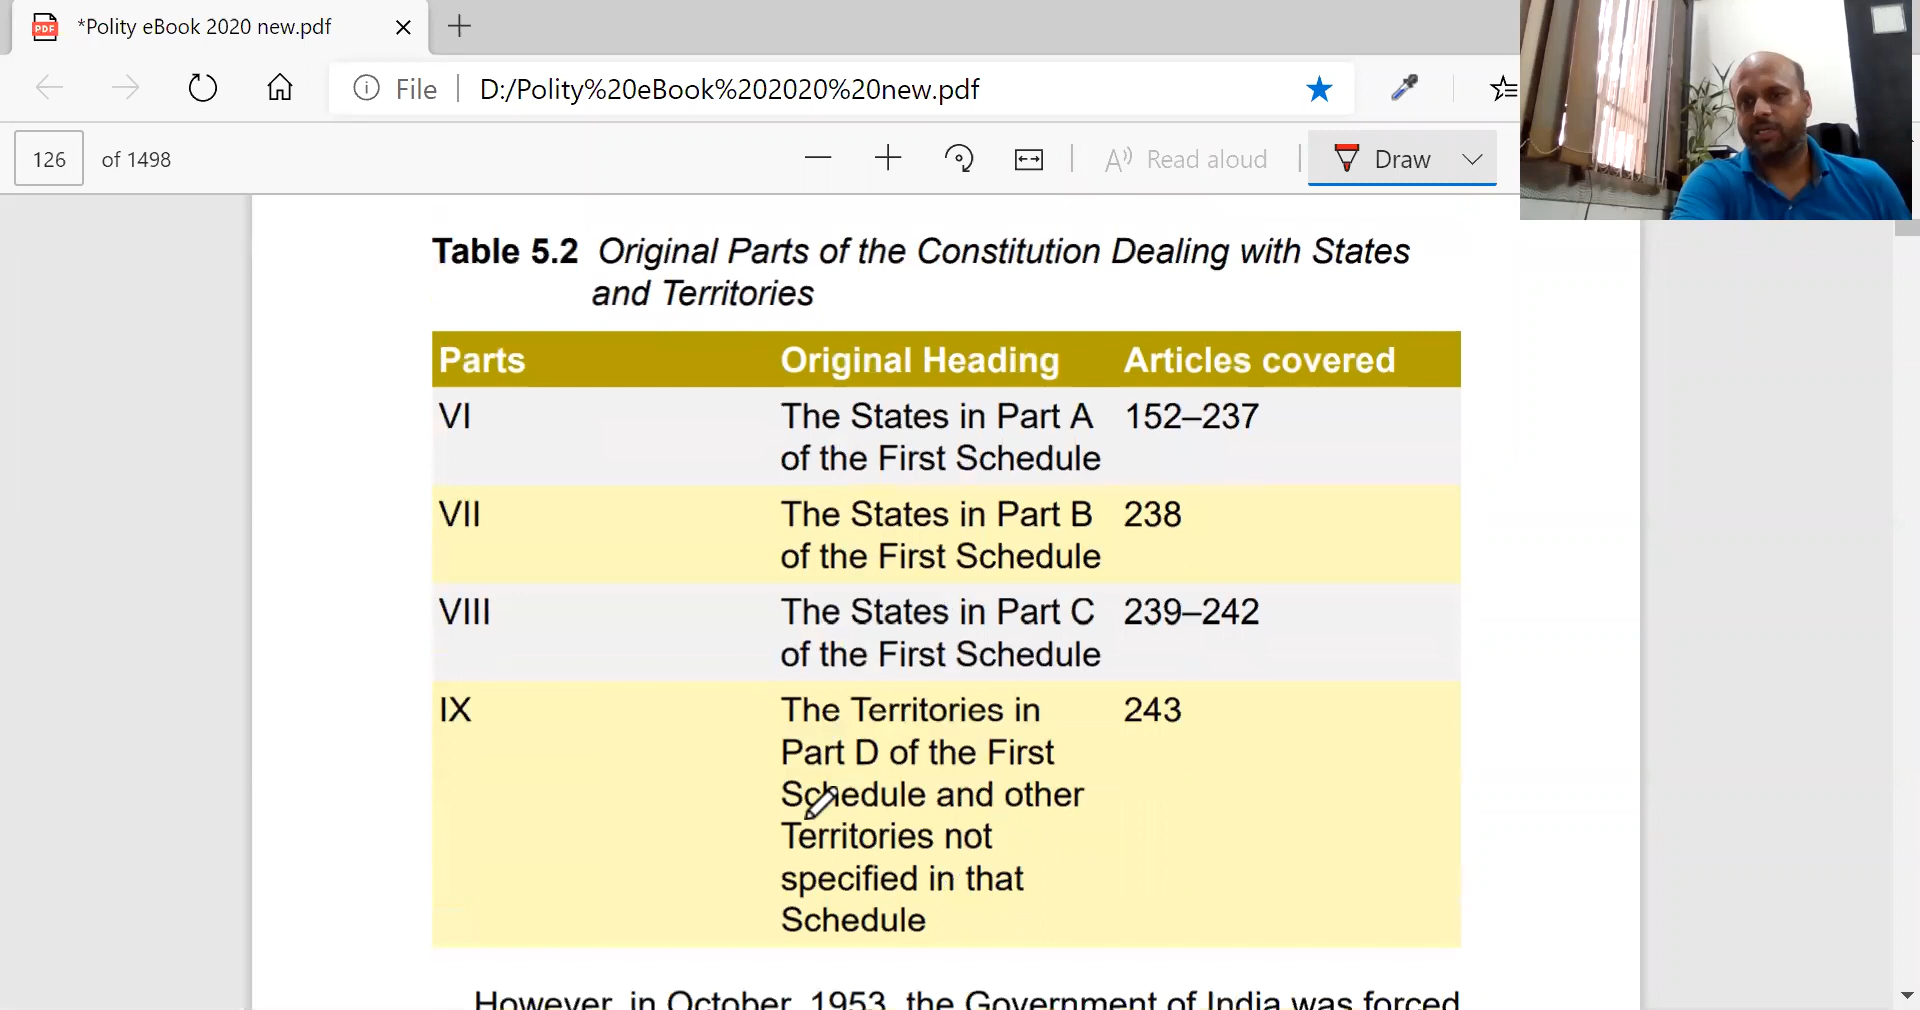 *Polity eBook 2020 new.pdf
PDF
File
D:/Polity%20eBook%202020%20new.pdf
126 of 1498
Read aloud
Draw
Table 5.2 Original Parts of the Constitution Dealing with States
and Territories
Parts Original Heading Articles covered
VI The States in Part A 152–237
of the First Schedule
VII The States in Part B 238
of the First Schedule
VIII The States in Part C 239–242
of the First Schedule
IX The Territories in 243
Part D of the First
Schedule and other
Territories not
specified in that
Schedule
However, in October, 1953, the Government of India was forced